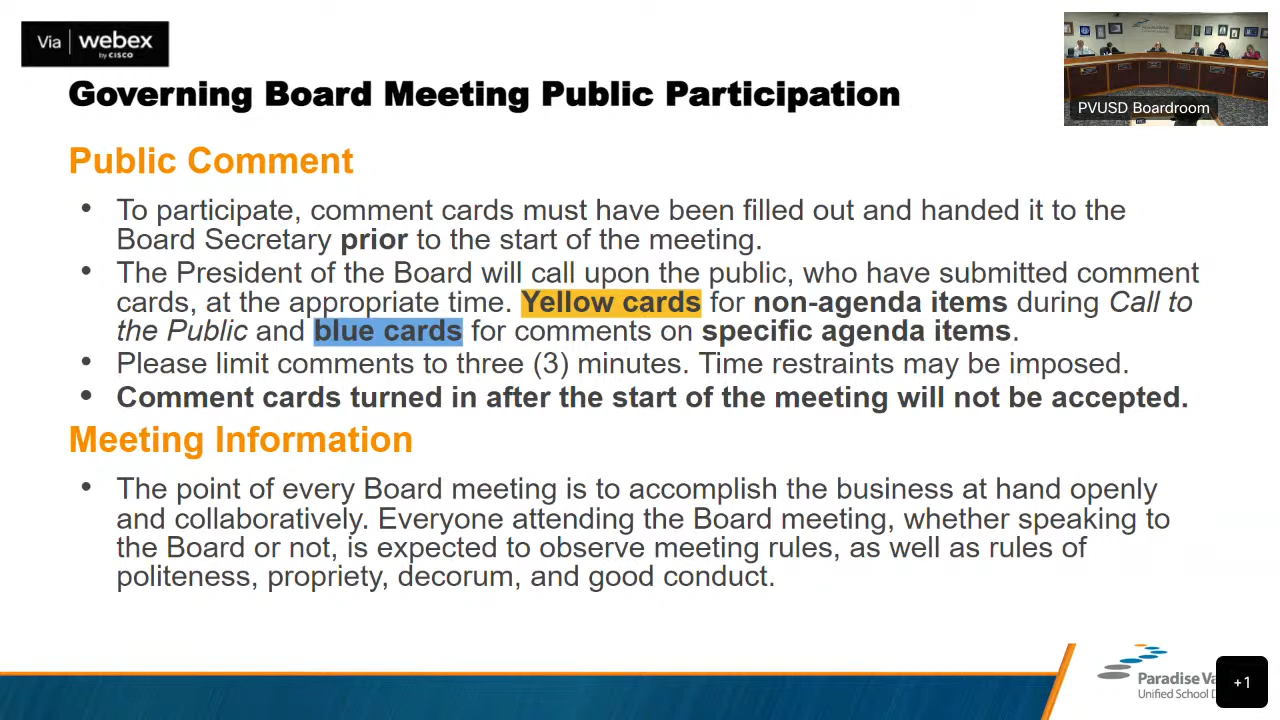 Via webex
by CISCO
PVUSD Boardroom
Governing Board Meeting Public Participation
Public Comment
• To participate, comment cards must have been filled out and handed it to the
Board Secretary prior to the start of the meeting.
• The President of the Board will call upon the public, who have submitted comment
cards, at the appropriate time. Yellow cards for non-agenda items during Call to
the Public and blue cards for comments on specific agenda items.
• Please limit comments to three (3) minutes. Time restraints may be imposed.
• Comment cards turned in after the start of the meeting will not be accepted.
Meeting Information
• The point of every Board meeting is to accomplish the business at hand openly
and collaboratively. Everyone attending the Board meeting, whether speaking to
the Board or not, is expected to observe meeting rules, as well as rules of
politeness, propriety, decorum, and good conduct.
Paradise Va
Unified School D
+1